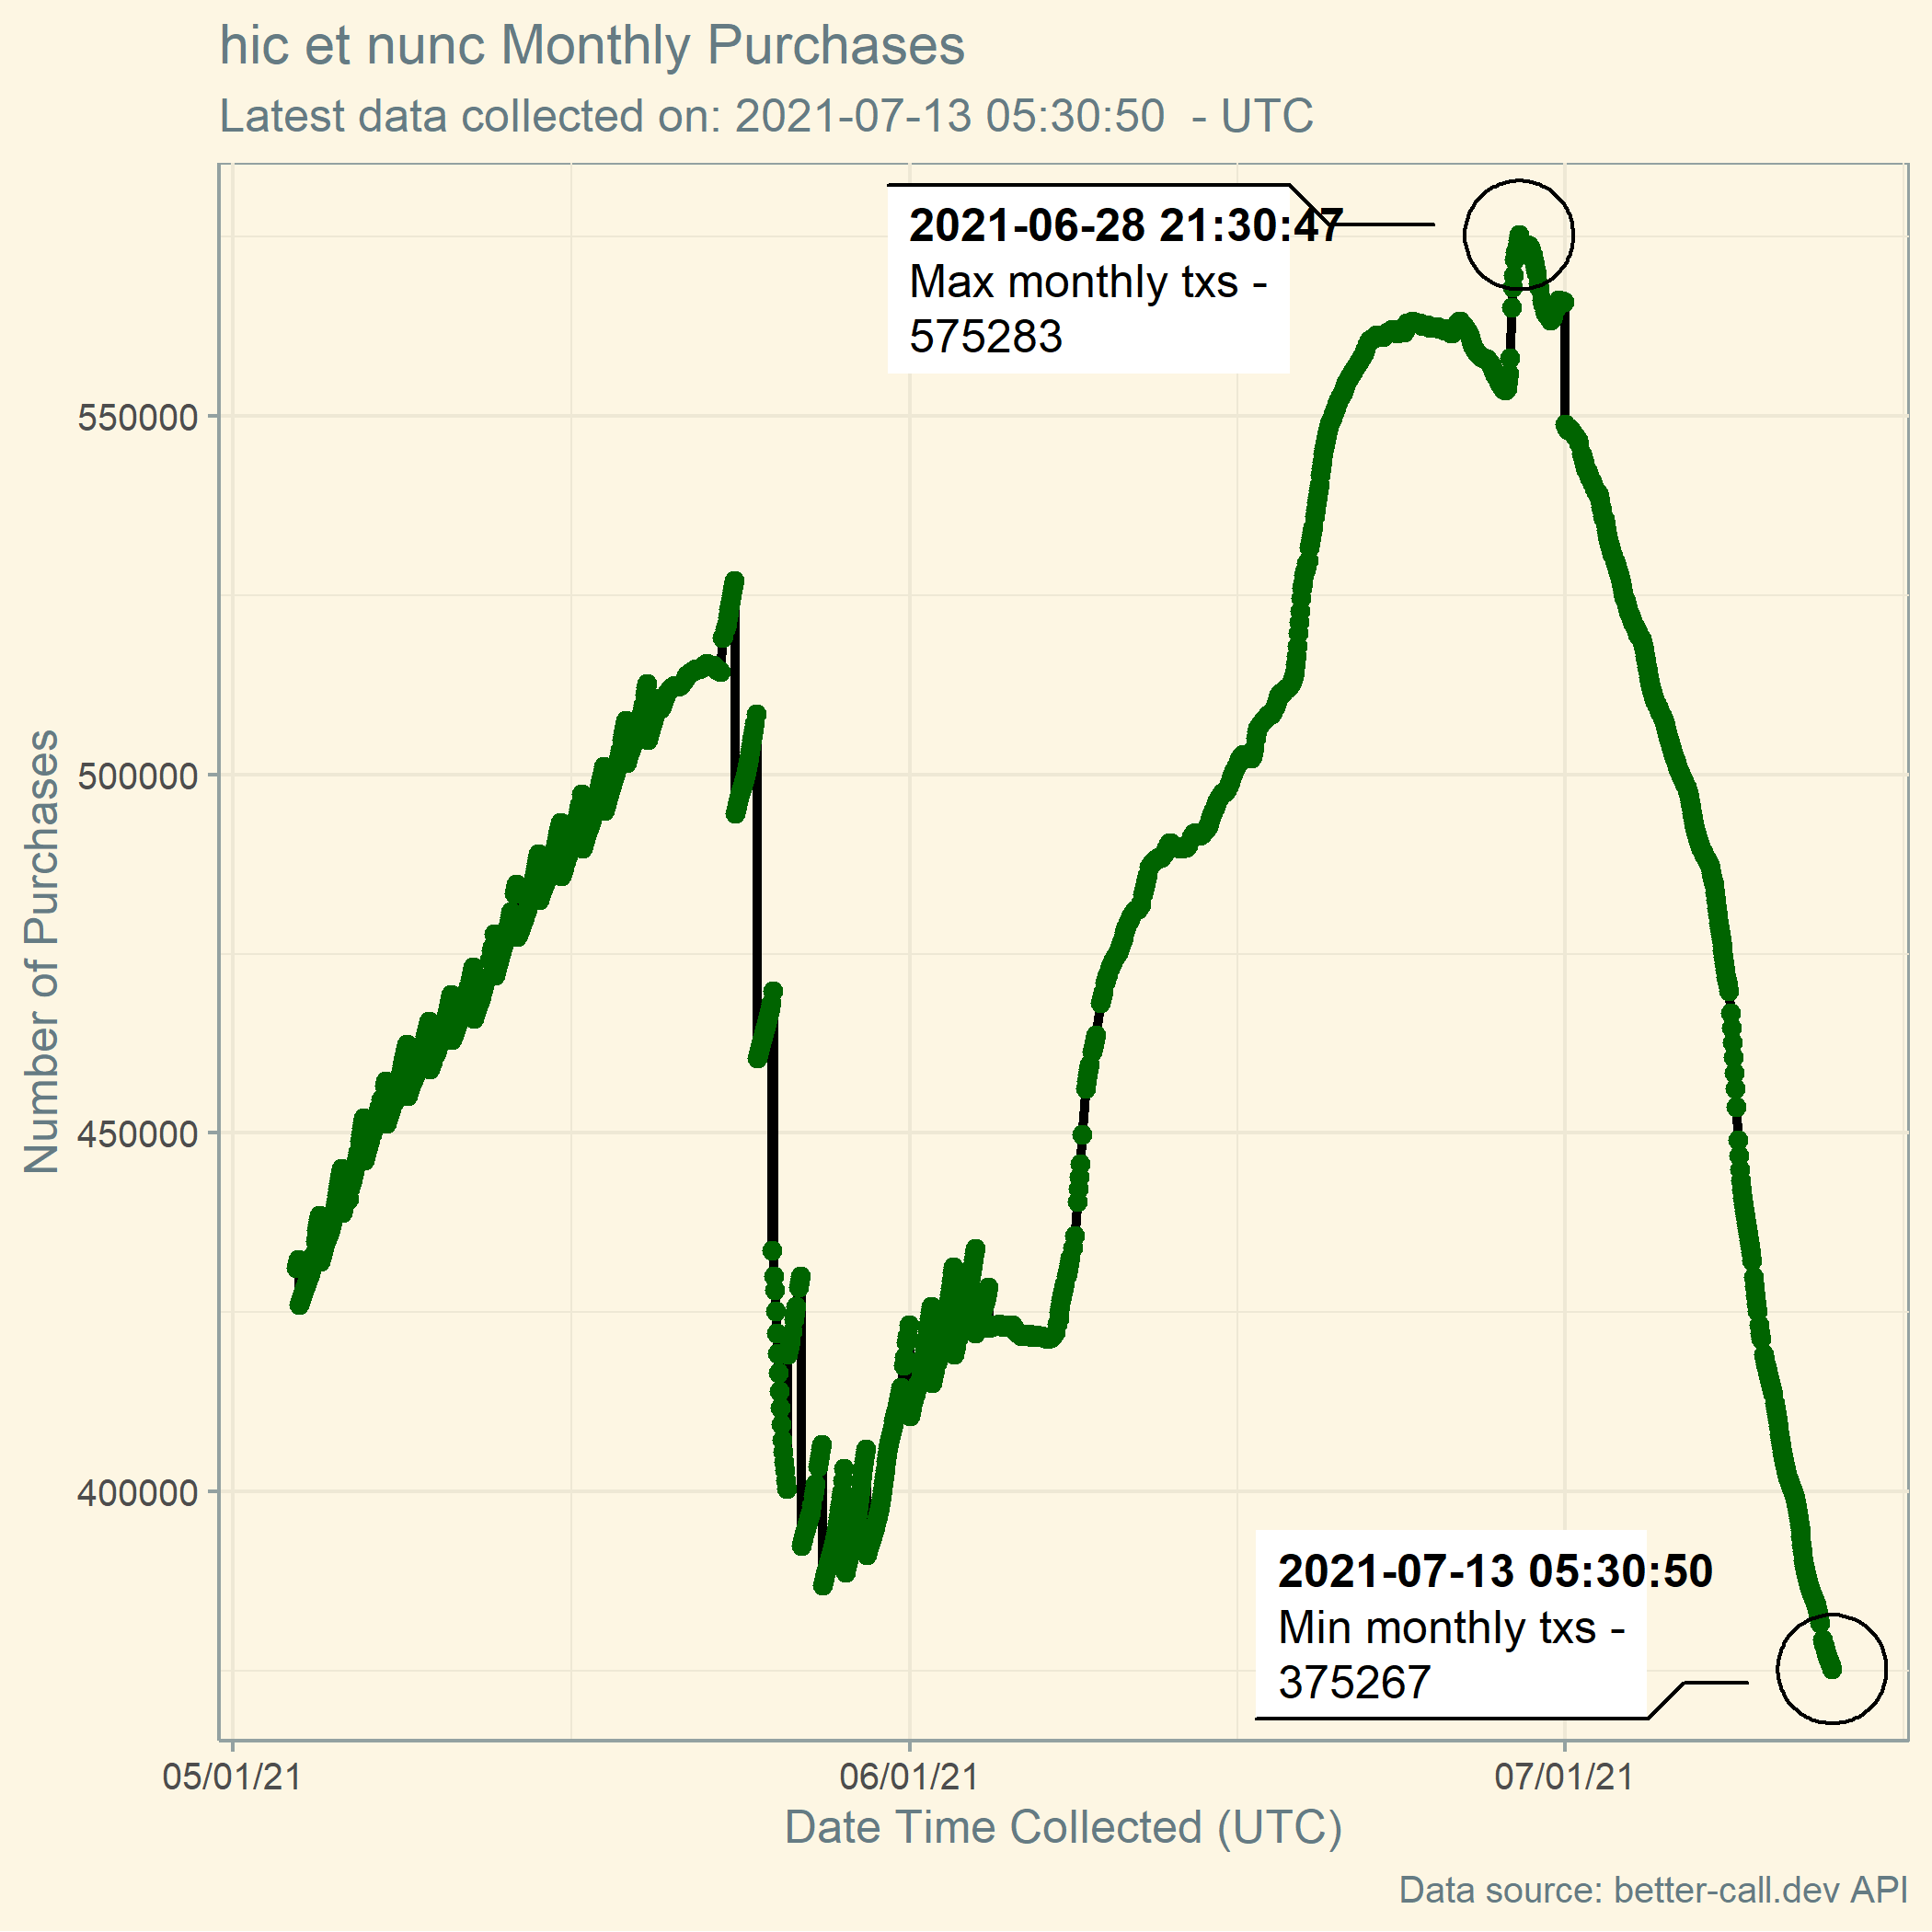 hic et nunc Monthly Purchases
Latest data collected on: 2021-07-13 05:30:50 - UTC
2021-06-28 21:30:47
Max monthly txs -
575283
550000
500000
450000
400000
Number of Purchases
2021-07-13 05:30:50
Min monthly txs -
375267
05/01/21
06/01/21
07/01/21
Date Time Collected (UTC)
Data source: better-call.dev API